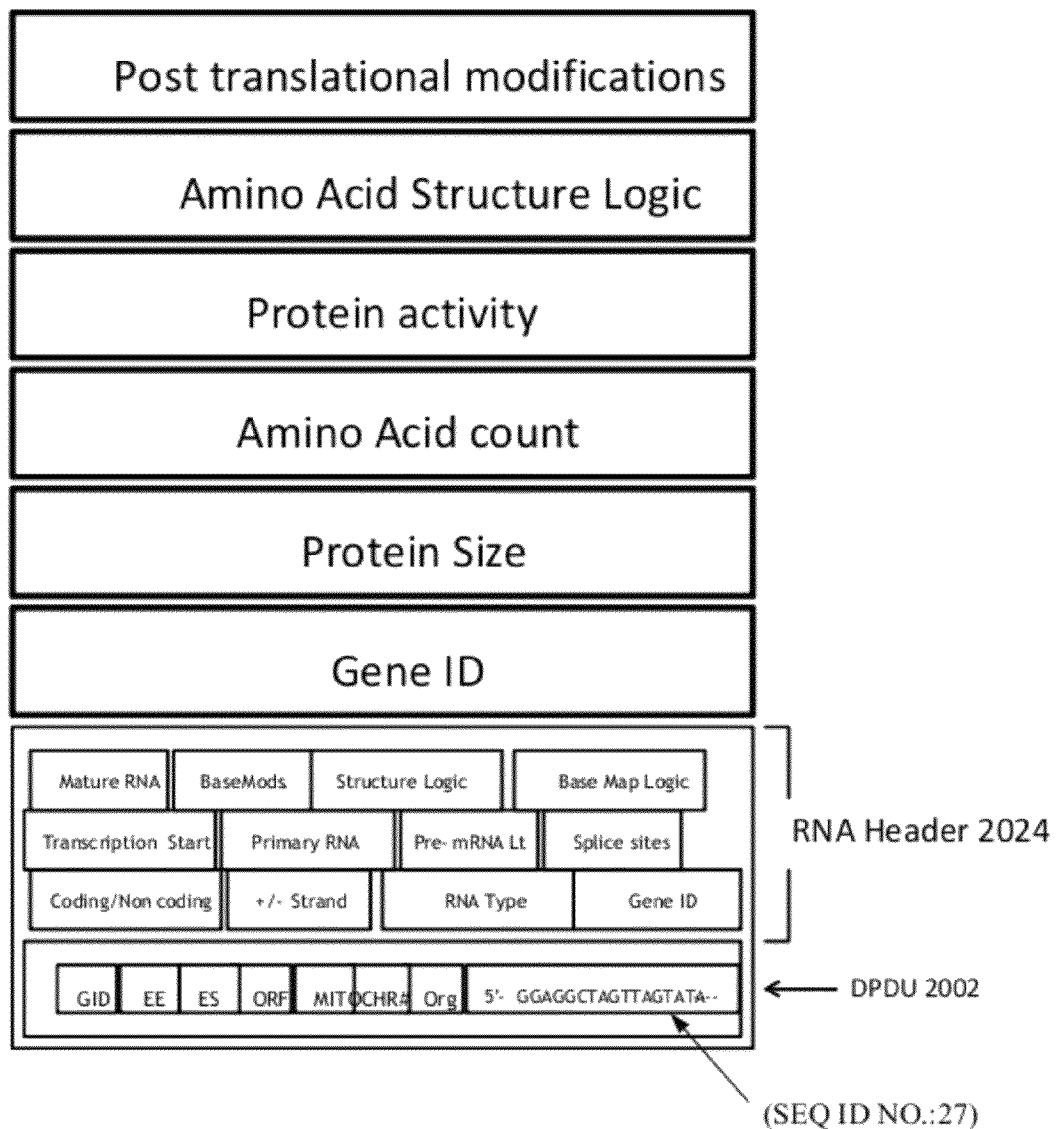 Post translational modifications
Amino Acid Structure Logic
Protein activity
Amino Acid count
Protein Size
Gene ID
Mature RNA BaseMods Structure Logic Base Map Logic
Transcription Start Primary RNA Pre-mRNA Lt Splice sites
Coding/Non coding +/- Strand RNA Type Gene ID
RNA Header 2024
GID EE ES ORF MITO CHR# Org 5'- GGAGGCTAGTTAGTATA--
DPDU 2002
(SEQ ID NO.:27)